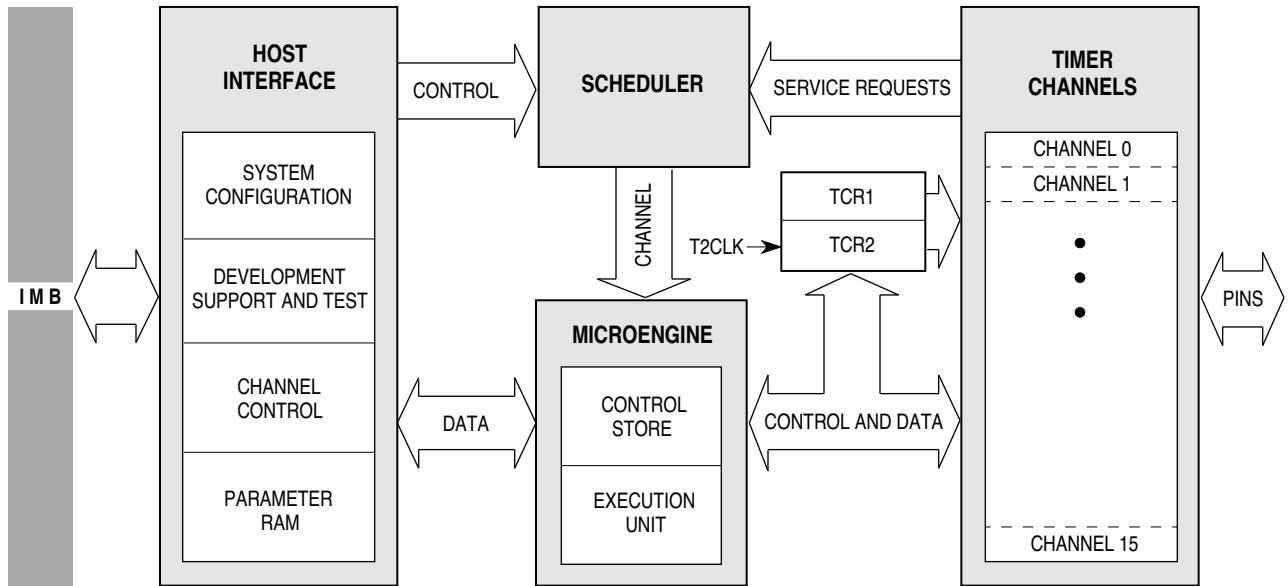 HOST
INTERFACE
CONTROL
SCHEDULER
SERVICE REQUESTS
TIMER
CHANNELS
SYSTEM
CONFIGURATION
DEVELOPMENT
SUPPORT AND TEST
CHANNEL
CONTROL
PARAMETER
RAM
I M B
CHANNEL
T2CLK
TCR1
TCR2
CHANNEL 0
CHANNEL 1
CHANNEL 15
PINS
MICROENGINE
CONTROL
STORE
EXECUTION
UNIT
DATA
CONTROL AND DATA